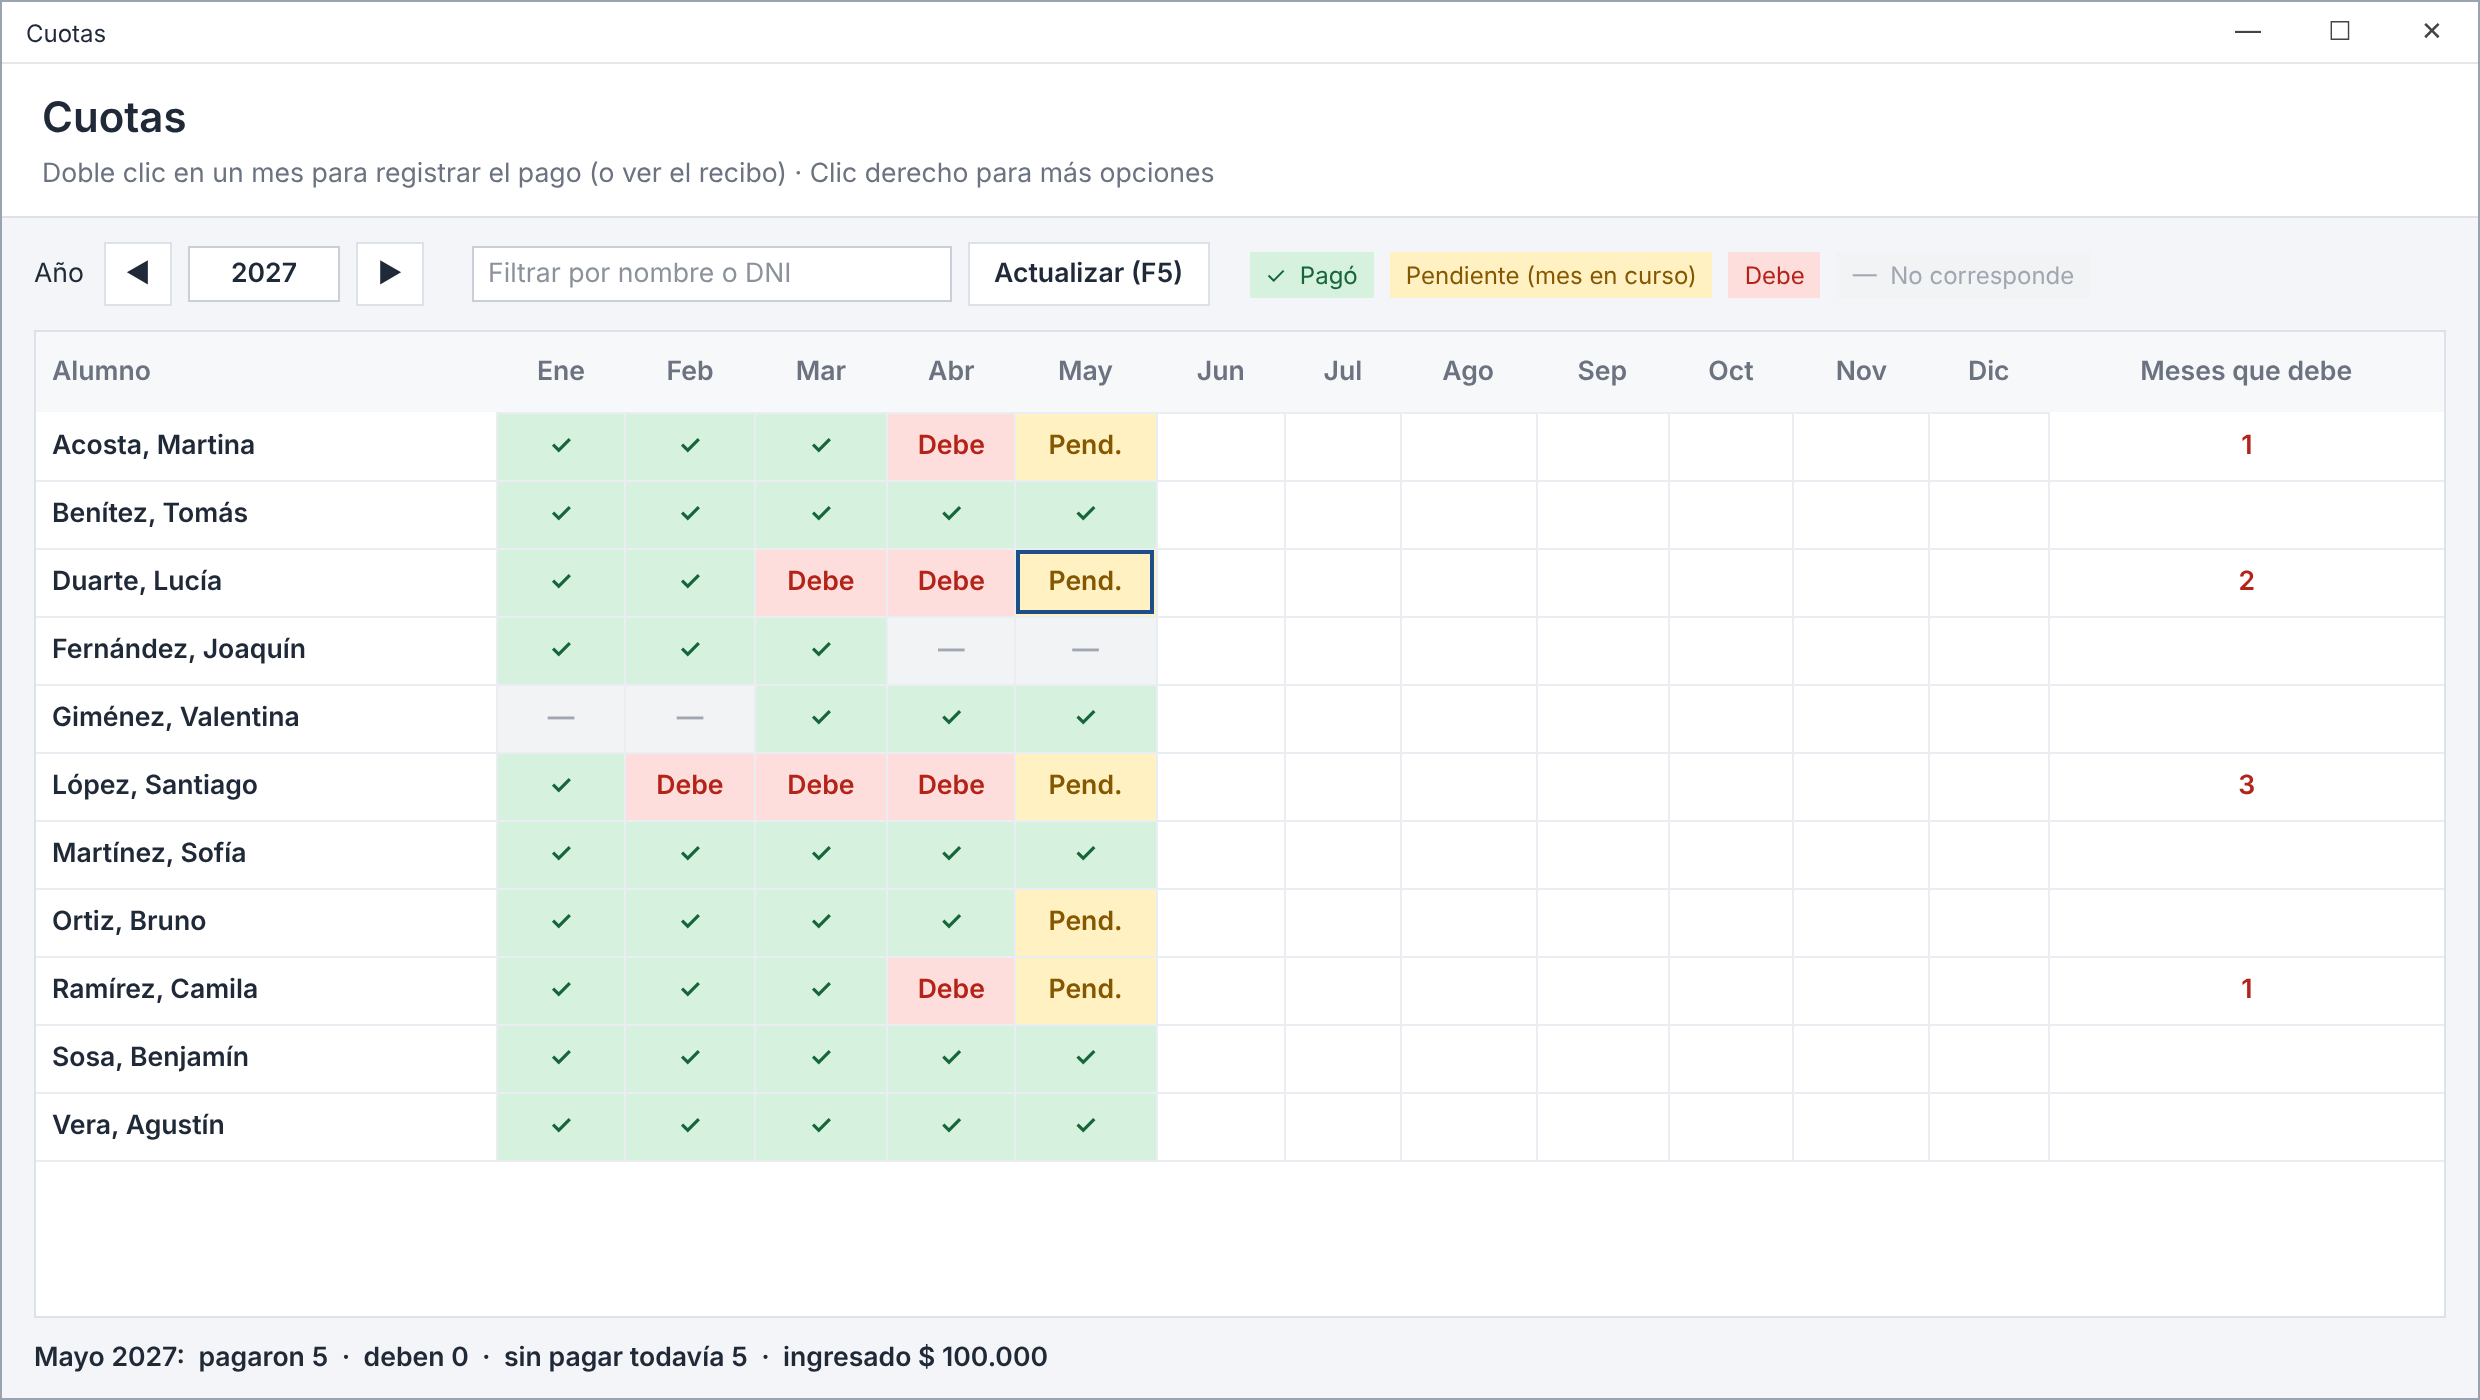 Cuotas
Cuotas
Doble clic en un mes para registrar el pago (o ver el recibo) · Clic derecho para más opciones
Año ◀ 2027 ▶ Filtrar por nombre o DNI Actualizar (F5) ✓ Pagó Pendiente (mes en curso) Debe — No corresponde
Alumno Ene Feb Mar Abr May Jun Jul Ago Sep Oct Nov Dic Meses que debe
Acosta, Martina ✓ ✓ ✓ Debe Pend. 1
Benítez, Tomás ✓ ✓ ✓ ✓ ✓
Duarte, Lucía ✓ ✓ Debe Debe Pend. 2
Fernández, Joaquín ✓ ✓ ✓ — —
Giménez, Valentina — — ✓ ✓ ✓
López, Santiago ✓ Debe Debe Debe Pend. 3
Martínez, Sofía ✓ ✓ ✓ ✓ ✓
Ortiz, Bruno ✓ ✓ ✓ ✓ Pend.
Ramírez, Camila ✓ ✓ ✓ Debe Pend. 1
Sosa, Benjamín ✓ ✓ ✓ ✓ ✓
Vera, Agustín ✓ ✓ ✓ ✓ ✓
Mayo 2027: pagaron 5 · deben 0 · sin pagar todavía 5 · ingresado $ 100.000